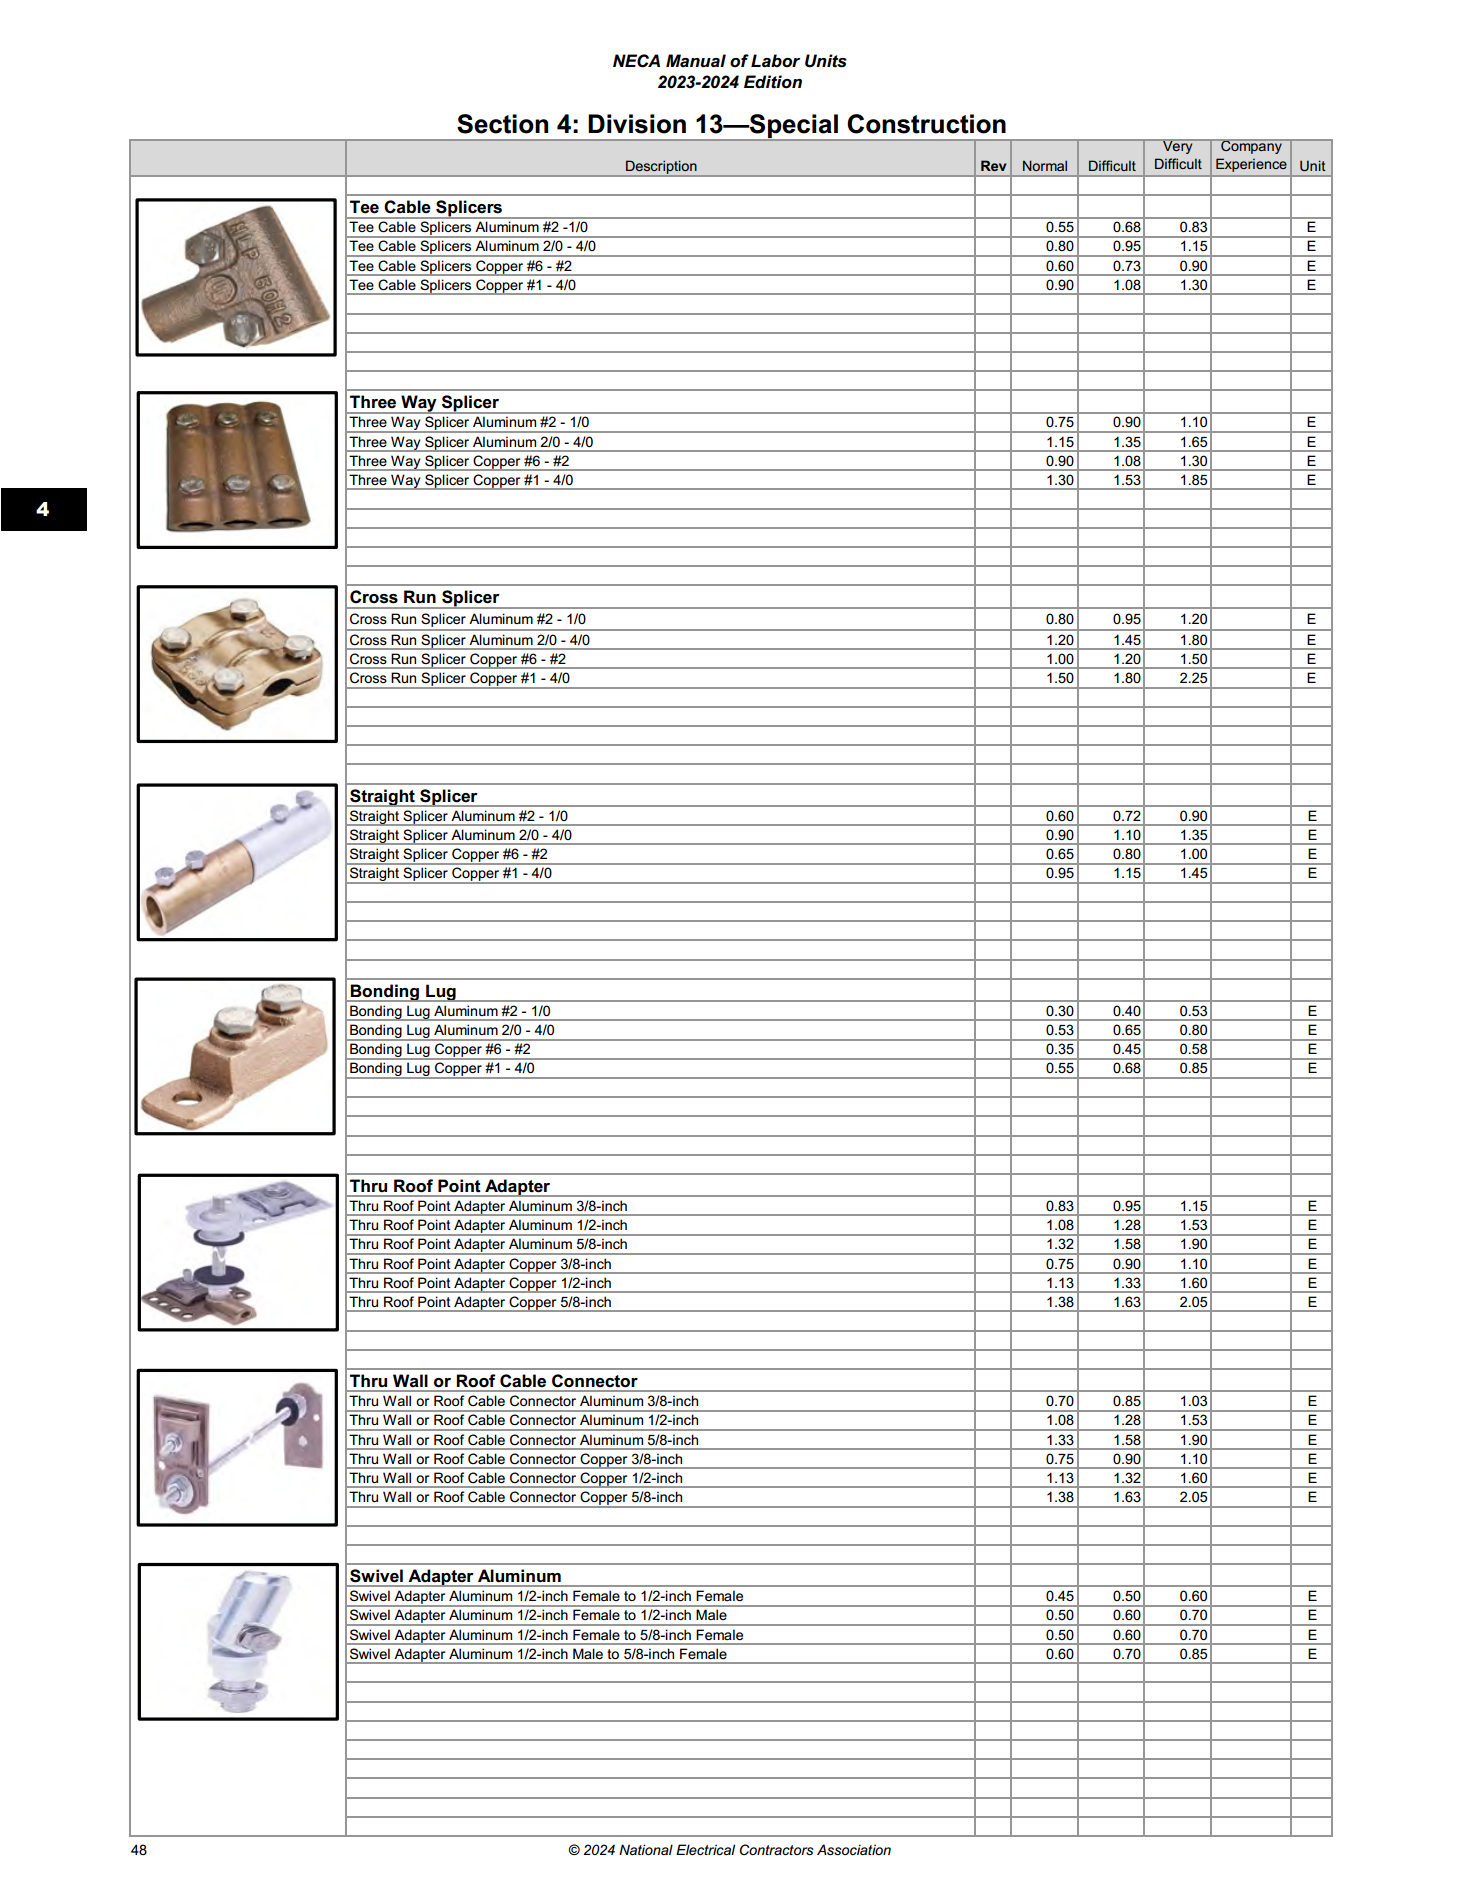 NECA Manual of Labor Units
2023-2024 Edition
Section 4: Division 13—Special Construction
Description Rev Normal Difficult Very Difficult Company Experience Unit
Tee Cable Splicers
Tee Cable Splicers Aluminum #2 -1/0 0.55 0.68 0.83 E
Tee Cable Splicers Aluminum 2/0 - 4/0 0.80 0.95 1.15 E
Tee Cable Splicers Copper #6 - #2 0.60 0.73 0.90 E
Tee Cable Splicers Copper #1 - 4/0 0.90 1.08 1.30 E
Three Way Splicer
Three Way Splicer Aluminum #2 - 1/0 0.75 0.90 1.10 E
Three Way Splicer Aluminum 2/0 - 4/0 1.15 1.35 1.65 E
Three Way Splicer Copper #6 - #2 0.90 1.08 1.30 E
Three Way Splicer Copper #1 - 4/0 1.30 1.53 1.85 E
4
Cross Run Splicer
Cross Run Splicer Aluminum #2 - 1/0 0.80 0.95 1.20 E
Cross Run Splicer Aluminum 2/0 - 4/0 1.20 1.45 1.80 E
Cross Run Splicer Copper #6 - #2 1.00 1.20 1.50 E
Cross Run Splicer Copper #1 - 4/0 1.50 1.80 2.25 E
Straight Splicer
Straight Splicer Aluminum #2 - 1/0 0.60 0.72 0.90 E
Straight Splicer Aluminum 2/0 - 4/0 0.90 1.10 1.35 E
Straight Splicer Copper #6 - #2 0.65 0.80 1.00 E
Straight Splicer Copper #1 - 4/0 0.95 1.15 1.45 E
Bonding Lug
Bonding Lug Aluminum #2 - 1/0 0.30 0.40 0.53 E
Bonding Lug Aluminum 2/0 - 4/0 0.53 0.65 0.80 E
Bonding Lug Copper #6 - #2 0.35 0.45 0.58 E
Bonding Lug Copper #1 - 4/0 0.55 0.68 0.85 E
Thru Roof Point Adapter
Thru Roof Point Adapter Aluminum 3/8-inch 0.83 0.95 1.15 E
Thru Roof Point Adapter Aluminum 1/2-inch 1.08 1.28 1.53 E
Thru Roof Point Adapter Aluminum 5/8-inch 1.32 1.58 1.90 E
Thru Roof Point Adapter Copper 3/8-inch 0.75 0.90 1.10 E
Thru Roof Point Adapter Copper 1/2-inch 1.13 1.33 1.60 E
Thru Roof Point Adapter Copper 5/8-inch 1.38 1.63 2.05 E
Thru Wall or Roof Cable Connector
Thru Wall or Roof Cable Connector Aluminum 3/8-inch 0.70 0.85 1.03 E
Thru Wall or Roof Cable Connector Aluminum 1/2-inch 1.08 1.28 1.53 E
Thru Wall or Roof Cable Connector Aluminum 5/8-inch 1.33 1.58 1.90 E
Thru Wall or Roof Cable Connector Copper 3/8-inch 0.75 0.90 1.10 E
Thru Wall or Roof Cable Connector Copper 1/2-inch 1.13 1.32 1.60 E
Thru Wall or Roof Cable Connector Copper 5/8-inch 1.38 1.63 2.05 E
Swivel Adapter Aluminum
Swivel Adapter Aluminum 1/2-inch Female to 1/2-inch Female 0.45 0.50 0.60 E
Swivel Adapter Aluminum 1/2-inch Female to 1/2-inch Male 0.50 0.60 0.70 E
Swivel Adapter Aluminum 1/2-inch Female to 5/8-inch Female 0.50 0.60 0.70 E
Swivel Adapter Aluminum 1/2-inch Male to 5/8-inch Female 0.60 0.70 0.85 E
48 © 2024 National Electrical Contractors Association